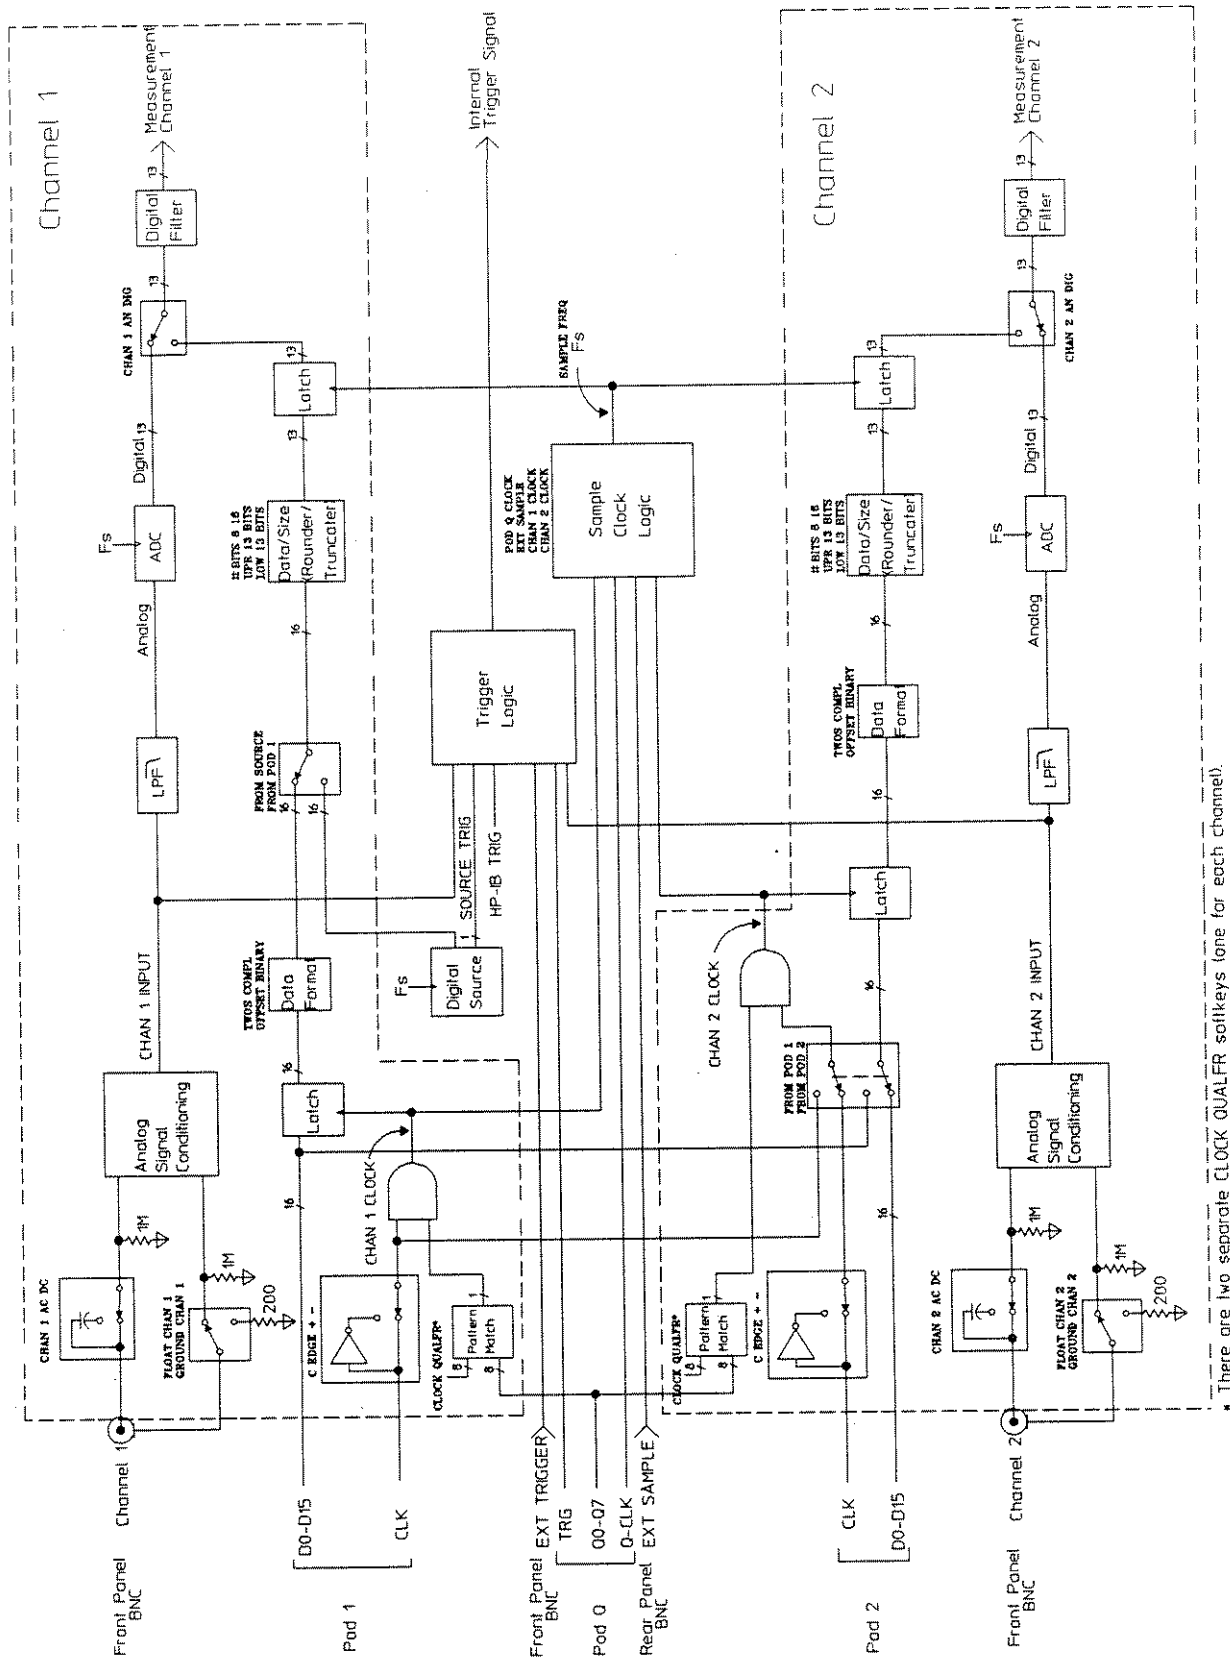 Channel 1
Front Panel
BNC
Channel 1
CHAN 1 AC DC
1M
FLOAT CHAN 1
GROUND CHAN 1
1M
200
Analog
Signal
Conditioning
CHAN 1 INPUT
LPF
Analog
Fs
ADC
Digital
13
CHAN 1 AN DIG
13
Digital
Filter
13
Measurement
Channel 1
Pod 1
D0-D15
CLK
16
Latch
16
TWOS COMPL
OFFSET BINARY
Data
Format
16
16
FROM SOURCE
FROM POD 1
16
# BITS 8 16
UPR 13 BITS
LOW 13 BITS
Data/Size
(Rounder/
Truncater)
13
Latch
13
C EDGE + -
CHAN 1 CLOCK
CLOCK QUALFR*
8
8
Pattern
Match
1
Fs
Digital
Source
1
SOURCE TRIG
HP-IB TRIG
Trigger
Logic
Internal
Trigger Signal
Front Panel
BNC
EXT TRIGGER
Pod Q
TRG
Q0-Q7
Q-CLK
Rear Panel
BNC
EXT SAMPLE
POD Q CLOCK
EXT SAMPLE
CHAN 1 CLOCK
CHAN 2 CLOCK
Sample
Clock
Logic
SAMPLE FREQ
Fs
Channel 2
CLOCK QUALFR*
8
8
Pattern
Match
1
C EDGE + -
CHAN 2 CLOCK
Pod 2
CLK
D0-D15
16
FROM POD 1
FROM POD 2
16
Latch
16
TWOS COMPL
OFFSET BINARY
Data
Format
16
# BITS 8 16
UPR 13 BITS
LOW 13 BITS
Data/Size
(Rounder/
Truncater)
13
Latch
13
Front Panel
BNC
Channel 2
CHAN 2 AC DC
1M
FLOAT CHAN 2
GROUND CHAN 2
1M
200
Analog
Signal
Conditioning
CHAN 2 INPUT
LPF
Analog
Fs
ADC
Digital
13
CHAN 2 AN DIG
13
Digital
Filter
13
Measurement
Channel 2
* There are two separate CLOCK QUALFR softkeys (one for each channel).